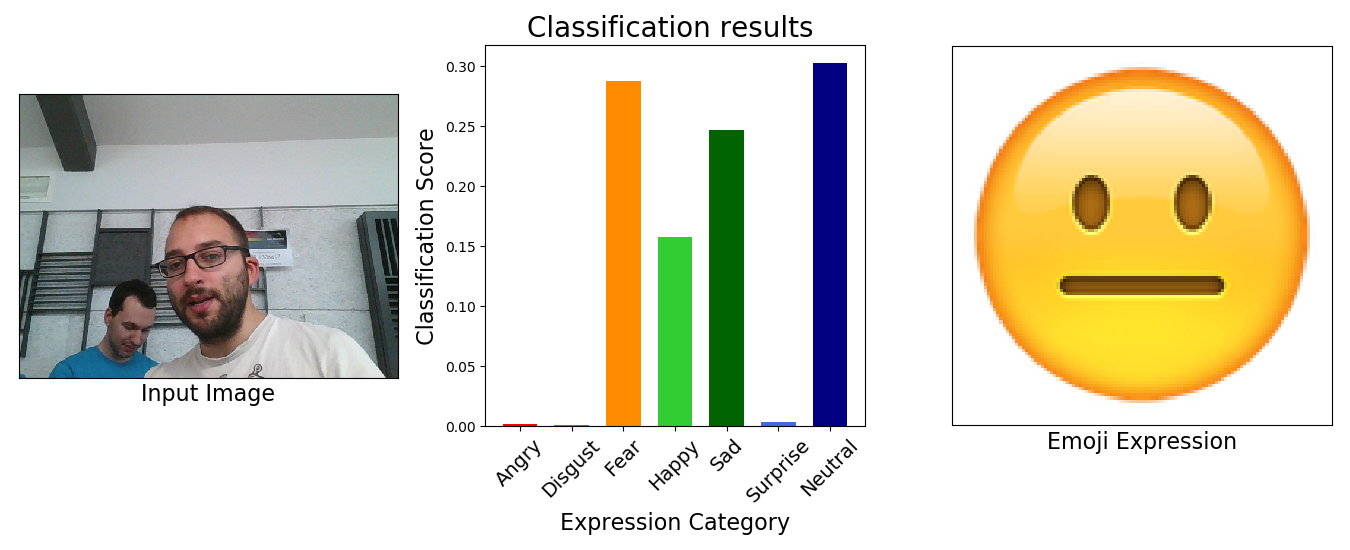 Classification results
0.30
0.25
0.20
0.15
0.10
0.05
0.00
Classification Score
Angry
Disgust
Fear
Happy
Sad
Surprise
Neutral
Expression Category
Input Image
Emoji Expression